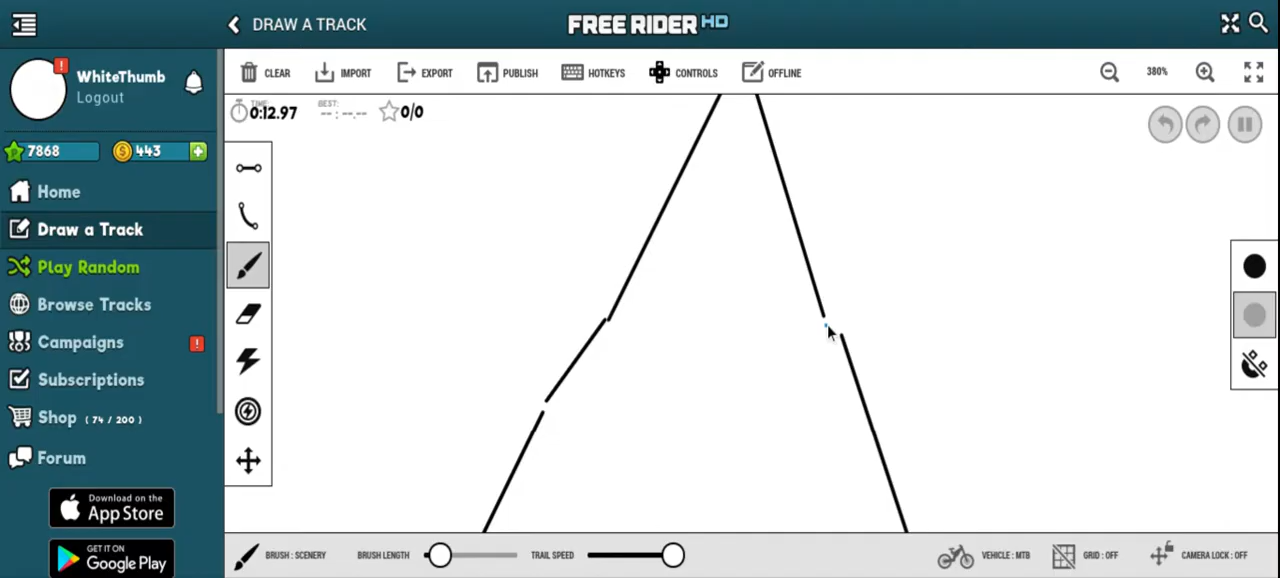 DRAW A TRACK
FREE RIDER HD
WhiteThumb
Logout
7868
443
Home
Draw a Track
Play Random
Browse Tracks
Campaigns
Subscriptions
Shop ( 74 / 200 )
Forum
Download on the
App Store
GET IT ON
Google Play
CLEAR
IMPORT
EXPORT
PUBLISH
HOTKEYS
CONTROLS
OFFLINE
380%
TIME:
0:12.97
BEST:
-- : --.--
0/0
BRUSH : SCENERY
BRUSH LENGTH
TRAIL SPEED
VEHICLE : MTB
GRID : OFF
CAMERA LOCK : OFF